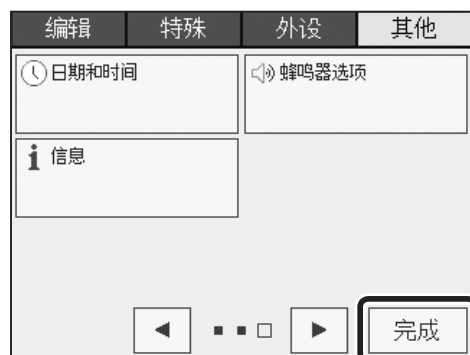 编辑 特殊 外设 其他
日期和时间 蜂鸣器选项
信息
完成